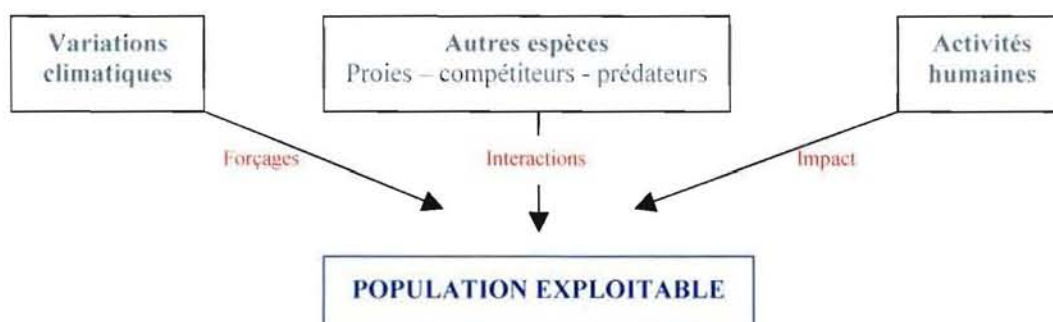 Variations
climatiques
Autres espèces
Proies – compétiteurs - prédateurs
Activités
humaines
Forçages
Interactions
Impact
POPULATION EXPLOITABLE